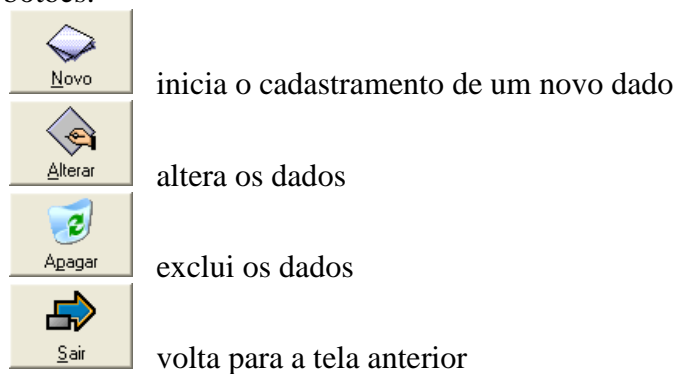 botões.
Novo
inicia o cadastramento de um novo dado
Alterar
altera os dados
Apagar
exclui os dados
Sair
volta para a tela anterior